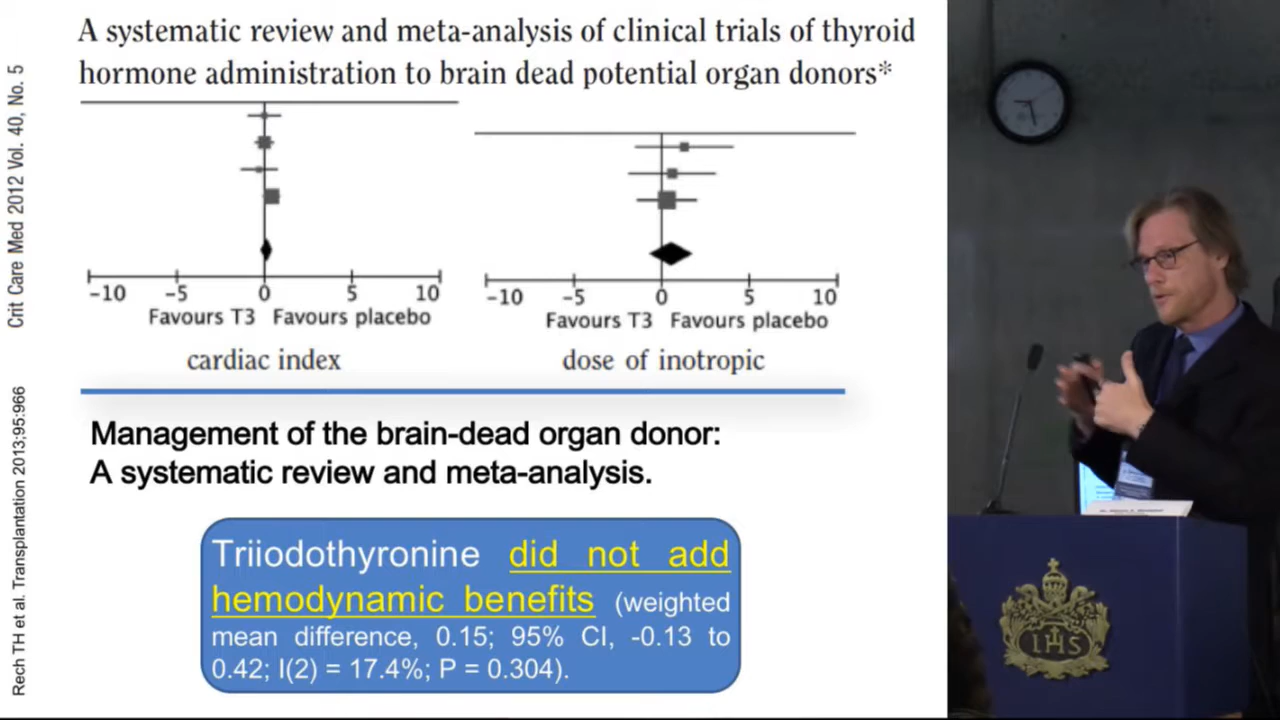 A systematic review and meta-analysis of clinical trials of thyroid
hormone administration to brain dead potential organ donors*
Crit Care Med 2012 Vol. 40, No. 5
-10 -5 0 5 10
Favours T3 Favours placebo
cardiac index
-10 -5 0 5 10
Favours T3 Favours placebo
dose of inotropic
Rech TH et al. Transplantation 2013;95:966
Management of the brain-dead organ donor:
A systematic review and meta-analysis.
Triiodothyronine did not add
hemodynamic benefits (weighted
mean difference, 0.15; 95% CI, -0.13 to
0.42; I(2) = 17.4%; P = 0.304).
IHS